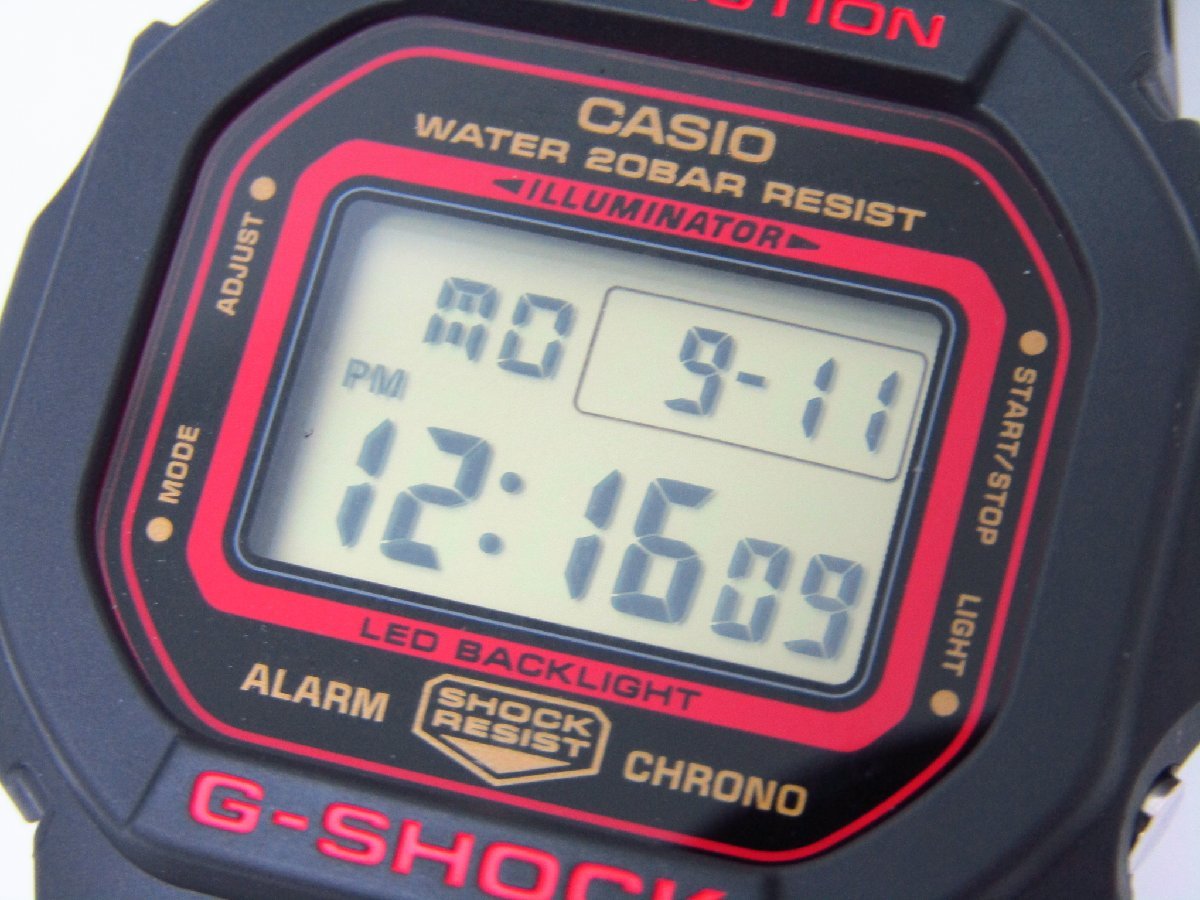 CASIO
WATER 20BAR RESIST
ILLUMINATOR
ADJUST
MODE
START/STOP
LIGHT
MO 9-11
PM
12:16 09
LED BACKLIGHT
ALARM
SHOCK
RESIST
CHRONO
G-SHOCK